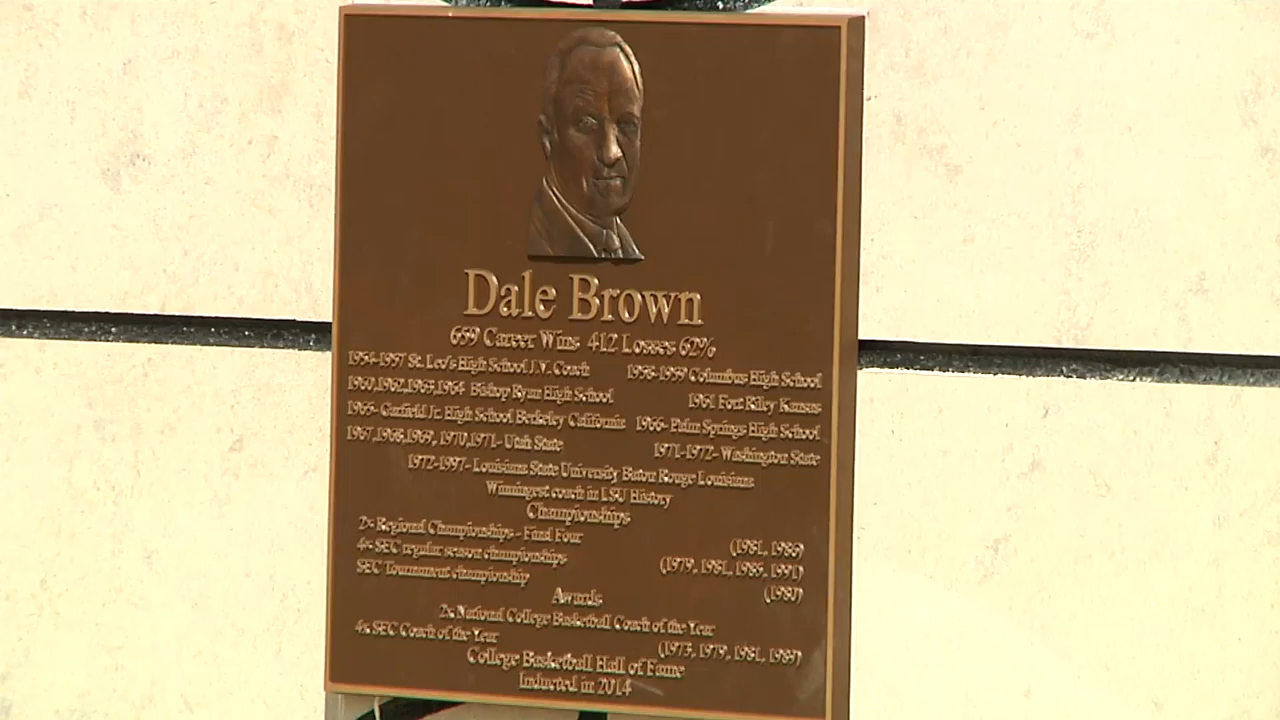 Dale Brown
659 Career Wins 412 Losses 62%
1954-1957 St. Leo's High School J.V. Coach 1958-1959 Columbus High School
1960,1962,1963,1964 Bishop Ryan High School 1961 Fort Riley Kansas
1965- Garfield Jr. High School Berkeley California 1966- Palm Springs High School
1967,1968,1969, 1970,1971- Utah State 1971-1972- Washington State
1972-1997- Louisiana State University Baton Rouge Louisiana
Winningest coach in LSU History
Championships
2x Regional Championships - Final Four (1981, 1986)
4x SEC regular season championships (1979, 1981, 1985, 1991)
SEC Tournament championship (1980)
Awards
2x National College Basketball Coach of the Year
4x SEC Coach of the Year (1973, 1979, 1981, 1989)
College Basketball Hall of Fame
Inducted in 2014